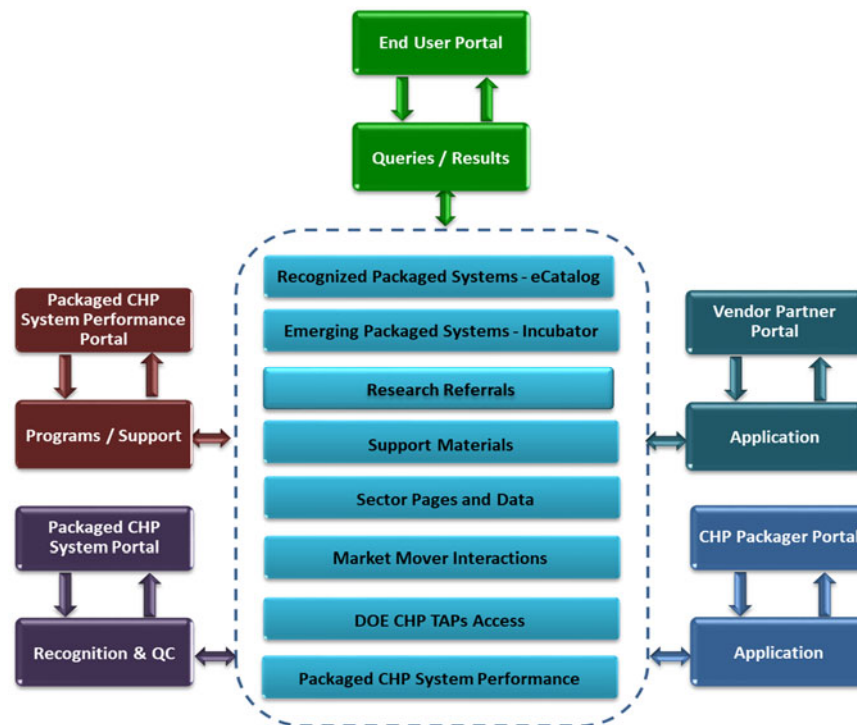 End User Portal
Queries / Results
Recognized Packaged Systems - eCatalog
Emerging Packaged Systems - Incubator
Research Referrals
Support Materials
Sector Pages and Data
Market Mover Interactions
DOE CHP TAPs Access
Packaged CHP System Performance
Packaged CHP
System Performance
Portal
Programs / Support
Packaged CHP
System Portal
Recognition & QC
Vendor Partner
Portal
Application
CHP Packager Portal
Application